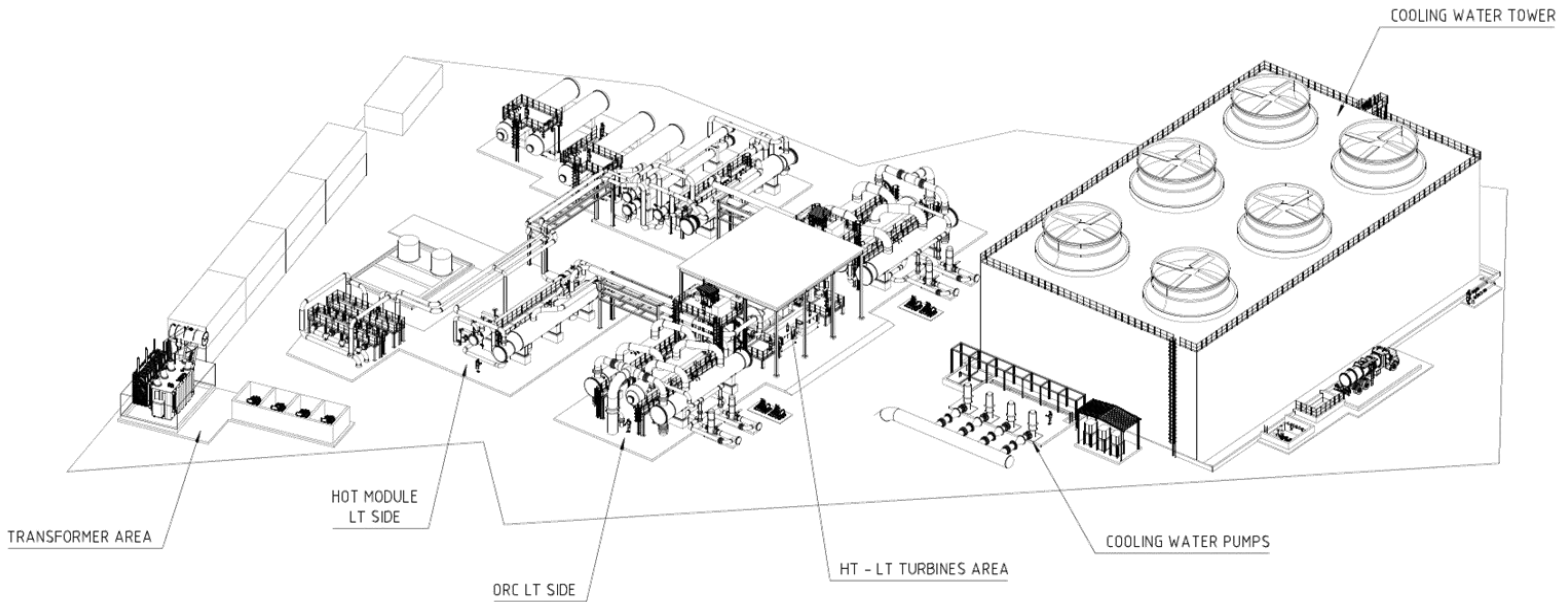 COOLING WATER TOWER
HOT MODULE
LT SIDE
TRANSFORMER AREA
COOLING WATER PUMPS
HT - LT TURBINES AREA
ORC LT SIDE